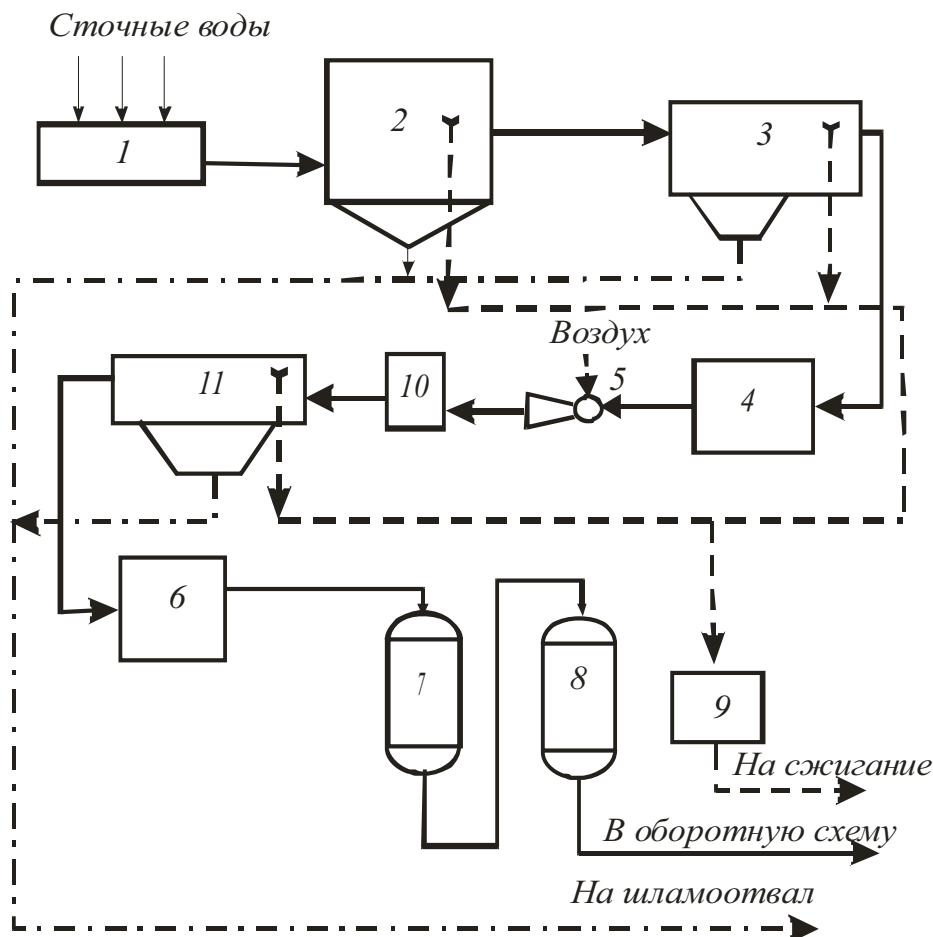 Сточные воды
1
2
3
Воздух
11
10
5
4
6
7
8
9
На сжигание
В оборотную схему
На шламоотвал